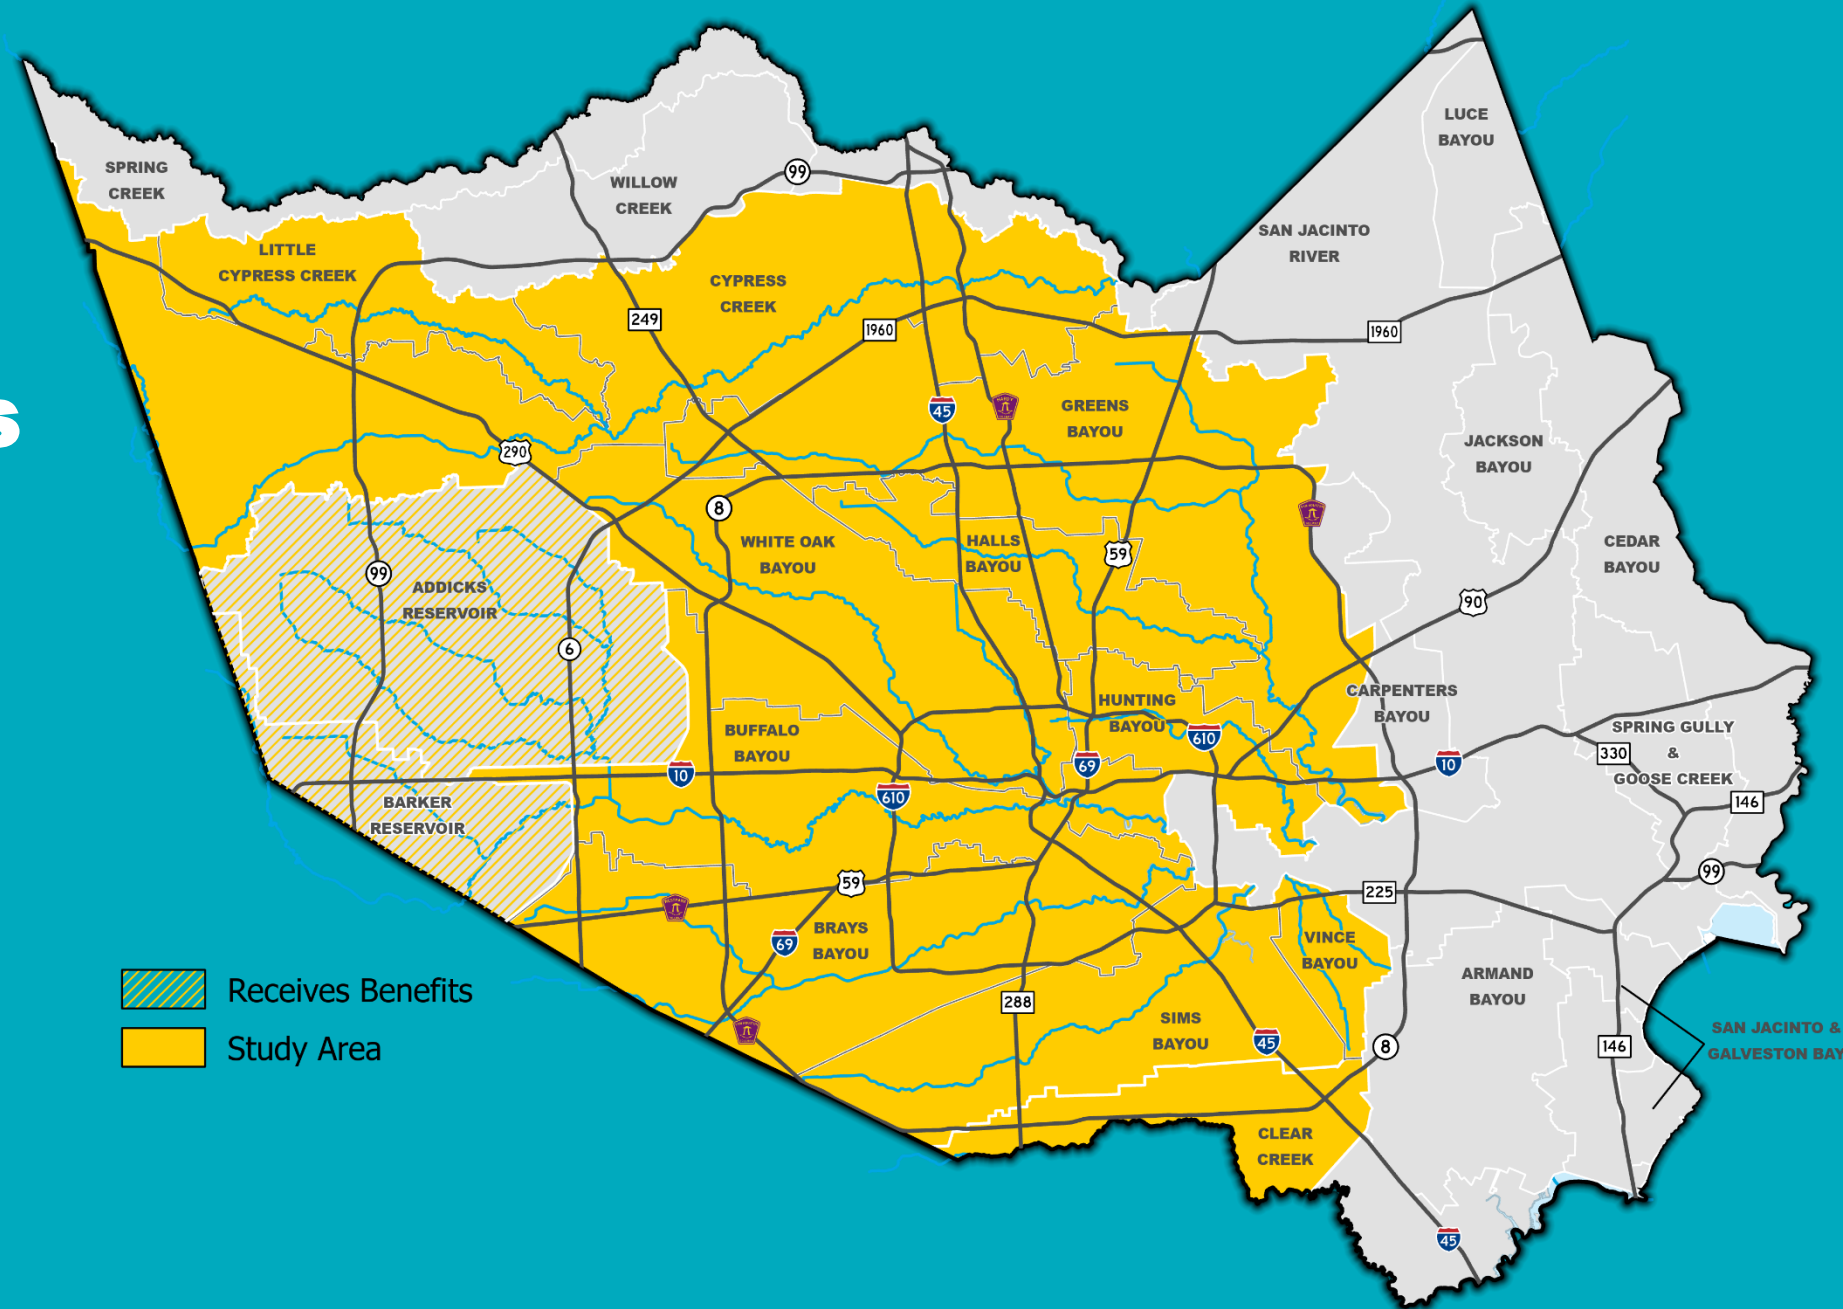 LUCE
BAYOU
SPRING
CREEK
99
WILLOW
CREEK
SAN JACINTO
RIVER
LITTLE
CYPRESS CREEK
CYPRESS
CREEK
249
1960
1960
S
45
GREENS
BAYOU
290
JACKSON
BAYOU
8
WHITE OAK
BAYOU
HALLS
BAYOU
59
CEDAR
BAYOU
99
ADDICKS
RESERVOIR
90
6
CARPENTERS
BAYOU
HUNTING
BAYOU
BUFFALO
BAYOU
610
SPRING GULLY
&
GOOSE CREEK
330
10
69
10
610
146
BARKER
RESERVOIR
59
225
99
BRAYS
BAYOU
69
VINCE
BAYOU
ARMAND
BAYOU
Receives Benefits
288
SIMS
BAYOU
45
8
146
SAN JACINTO &
GALVESTON BAY
Study Area
CLEAR
CREEK
45